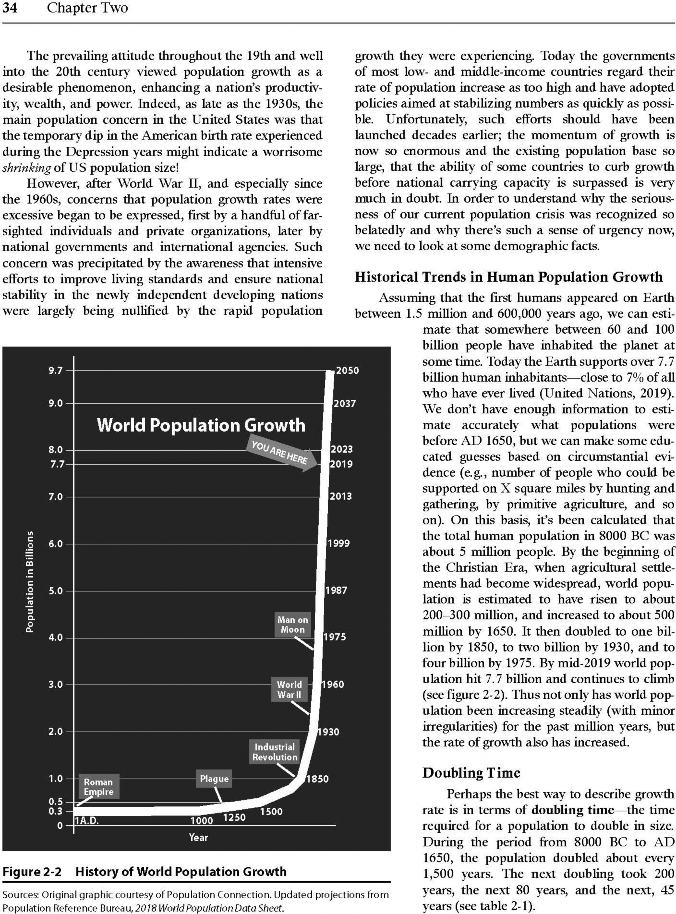 34 Chapter Two
The prevailing attitude throughout the 19th and well
into the 20th century viewed population growth as a
desirable phenomenon, enhancing a nation's productiv-
ity, wealth, and power. Indeed, as late as the 1930s, the
main population concern in the United States was that
the temporary dip in the American birth rate experienced
during the Depression years might indicate a worrisome
shrinking of US population size!
However, after World War II, and especially since
the 1960s, concerns that population growth rates were
excessive began to be expressed, first by a handful of far-
sighted individuals and private organizations, later by
national governments and international agencies. Such
concern was precipitated by the awareness that intensive
efforts to improve living standards and ensure national
stability in the newly independent developing nations
were largely being nullified by the rapid population
growth they were experiencing. Today the governments
of most low- and middle-income countries regard their
rate of population increase as too high and have adopted
policies aimed at stabilizing numbers as quickly as possi-
ble. Unfortunately, such efforts should have been
launched decades earlier; the momentum of growth is
now so enormous and the existing population base so
large, that the ability of some countries to curb growth
before national carrying capacity is surpassed is very
much in doubt. In order to understand why the serious-
ness of our current population crisis was recognized so
belatedly and why there's such a sense of urgency now,
we need to look at some demographic facts.
Historical Trends in Human Population Growth
Assuming that the first humans appeared on Earth
between 1.5 million and 600,000 years ago, we can esti-
mate that somewhere between 60 and 100
billion people have inhabited the planet at
some time. Today the Earth supports over 7.7
billion human inhabitants—close to 7% of all
who have ever lived (United Nations, 2019).
We don't have enough information to esti-
mate accurately what populations were
before AD 1650, but we can make some edu-
cated guesses based on circumstantial evi-
dence (e.g., number of people who could be
supported on X square miles by hunting and
gathering, by primitive agriculture, and so
on). On this basis, it's been calculated that
the total human population in 8000 BC was
about 5 million people. By the beginning of
the Christian Era, when agricultural settle-
ments had become widespread, world popu-
lation is estimated to have risen to about
200–300 million, and increased to about 500
million by 1650. It then doubled to one bil-
lion by 1850, to two billion by 1930, and to
four billion by 1975. By mid-2019 world pop-
ulation hit 7.7 billion and continues to climb
(see figure 2-2). Thus not only has world pop-
ulation been increasing steadily (with minor
irregularities) for the past million years, but
the rate of growth also has increased.
Doubling Time
Perhaps the best way to describe growth
rate is in terms of doubling time—the time
required for a population to double in size.
During the period from 8000 BC to AD
1650, the population doubled about every
1,500 years. The next doubling took 200
years, the next 80 years, and the next, 45
years (see table 2-1).
World Population Growth
YOU ARE HERE
Population in Billions
9.7
9.0
8.0
7.7
7.0
6.0
5.0
4.0
3.0
2.0
1.0
0.5
0.3
0
2050
2037
2023
2019
2013
1999
1987
1975
1960
1930
1850
Man on
Moon
World
War II
Industrial
Revolution
Plague
Roman
Empire
1A.D.
1000
1250
1500
Year
Figure 2-2 History of World Population Growth
Sources: Original graphic courtesy of Population Connection. Updated projections from
Population Reference Bureau, 2018 World Population Data Sheet.